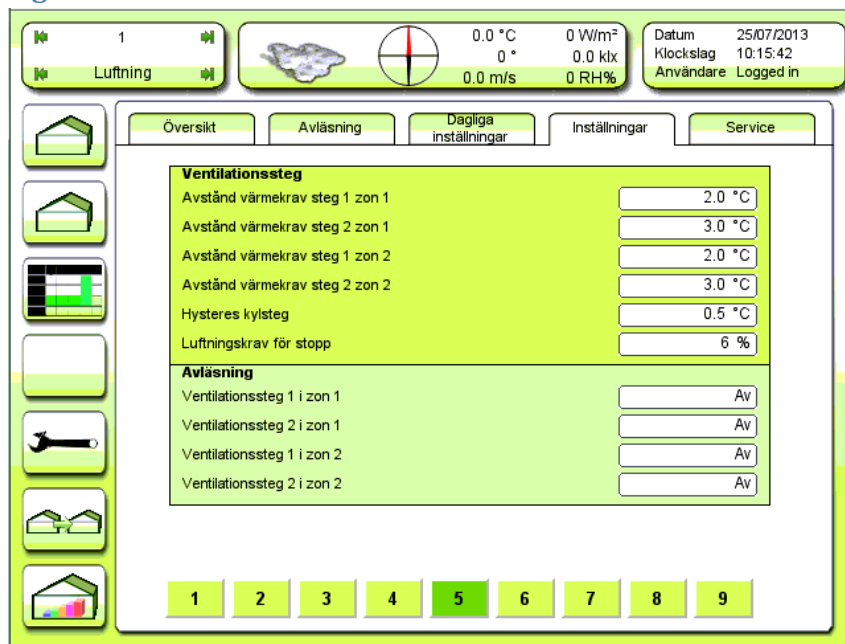 1
Luftning
0.0 °C 0 W/m²
0 ° 0.0 klx
0.0 m/s 0 RH%
Datum 25/07/2013
Klockslag 10:15:42
Användare Logged in
Översikt Avläsning Dagliga inställningar Inställningar Service
Ventilationssteg
Avstånd värmekrav steg 1 zon 1 2.0 °C
Avstånd värmekrav steg 2 zon 1 3.0 °C
Avstånd värmekrav steg 1 zon 2 2.0 °C
Avstånd värmekrav steg 2 zon 2 3.0 °C
Hysteres kylsteg 0.5 °C
Luftningskrav för stopp 6 %
Avläsning
Ventilationssteg 1 i zon 1 Av
Ventilationssteg 2 i zon 1 Av
Ventilationssteg 1 i zon 2 Av
Ventilationssteg 2 i zon 2 Av
1 2 3 4 5 6 7 8 9